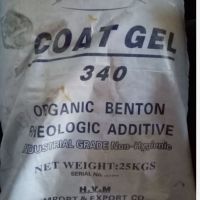 COAT GEL
340
ORGANIC BENTON
RHEOLOGIC ADDITIVE
INDUSTRIAL GRADE Non-Hygienic
NET WEIGHT:25KGS
SERIAL No.
H.V.M
IMPORT & EXPORT CO.